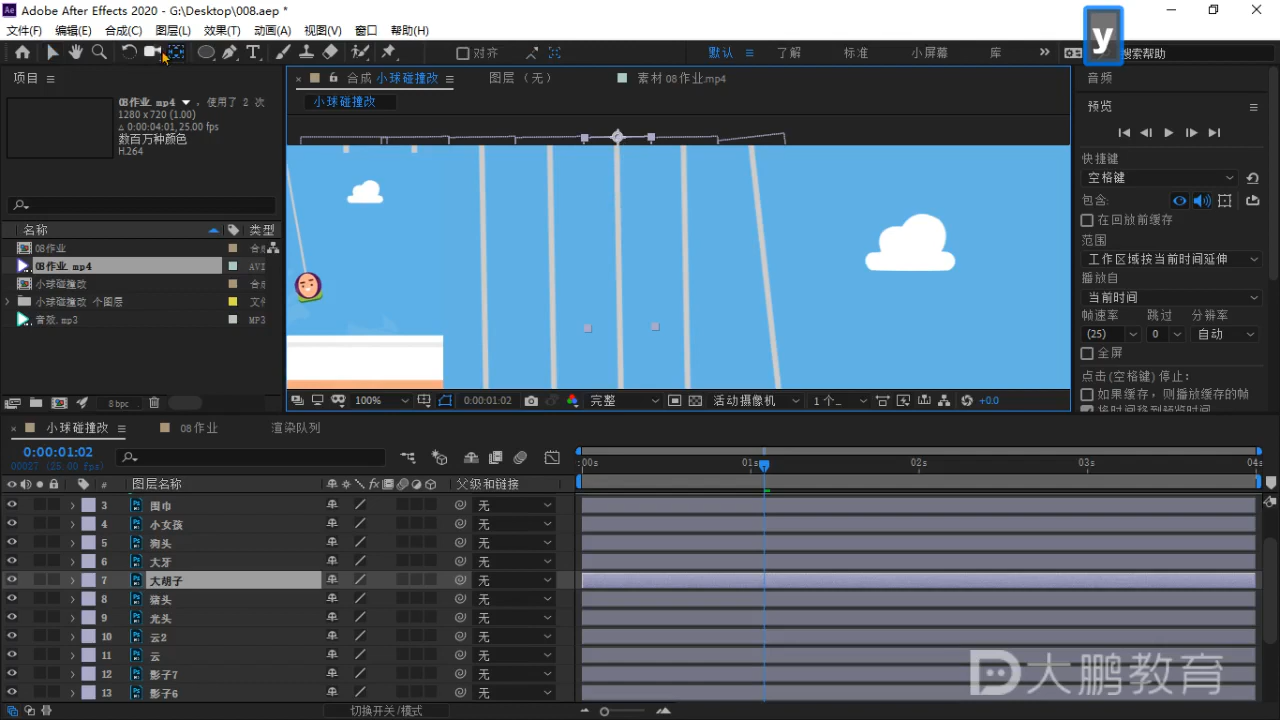 Adobe After Effects 2020 - G:\Desktop\008.aep *
文件(F) 编辑(E) 合成(C) 图层(L) 效果(T) 动画(A) 视图(V) 窗口 帮助(H)
y
对齐 默认 了解 标准 小屏幕 库 搜索帮助
项目
08作业.mp4 , 使用了 2 次
1280 x 720 (1.00)
△ 0:00:04:01, 25.00 fps
数百万种颜色
H.264
名称 类型
08作业 合
08作业.mp4 AVI
小球碰撞改 合
小球碰撞改 个图层 文
音效.mp3 MP3
8 bpc
合成 小球碰撞改 图层 (无) 素材 08作业.mp4
小球碰撞改
100% 0:00:01:02 完整 活动摄像机 1个... +0.0
音频
预览
快捷键
空格键
包含:
在回放前缓存
范围
工作区域按当前时间延伸
播放自
当前时间
帧速率 跳过 分辨率
(25) 0 自动
全屏
点击(空格键)停止:
如果缓存, 则播放缓存的帧
将时间移到预览时间
小球碰撞改 08作业 渲染队列
0:00:01:02
00027 (25.00 fps)
# 图层名称 父级和链接
:00s 01s 02s 03s 04s
3 围巾 无
4 小女孩 无
5 狗头 无
6 大牙 无
7 大胡子 无
8 猪头 无
9 光头 无
10 云2 无
11 云 无
12 影子7 无
13 影子6 无
切换开关/模式
大鹏教育